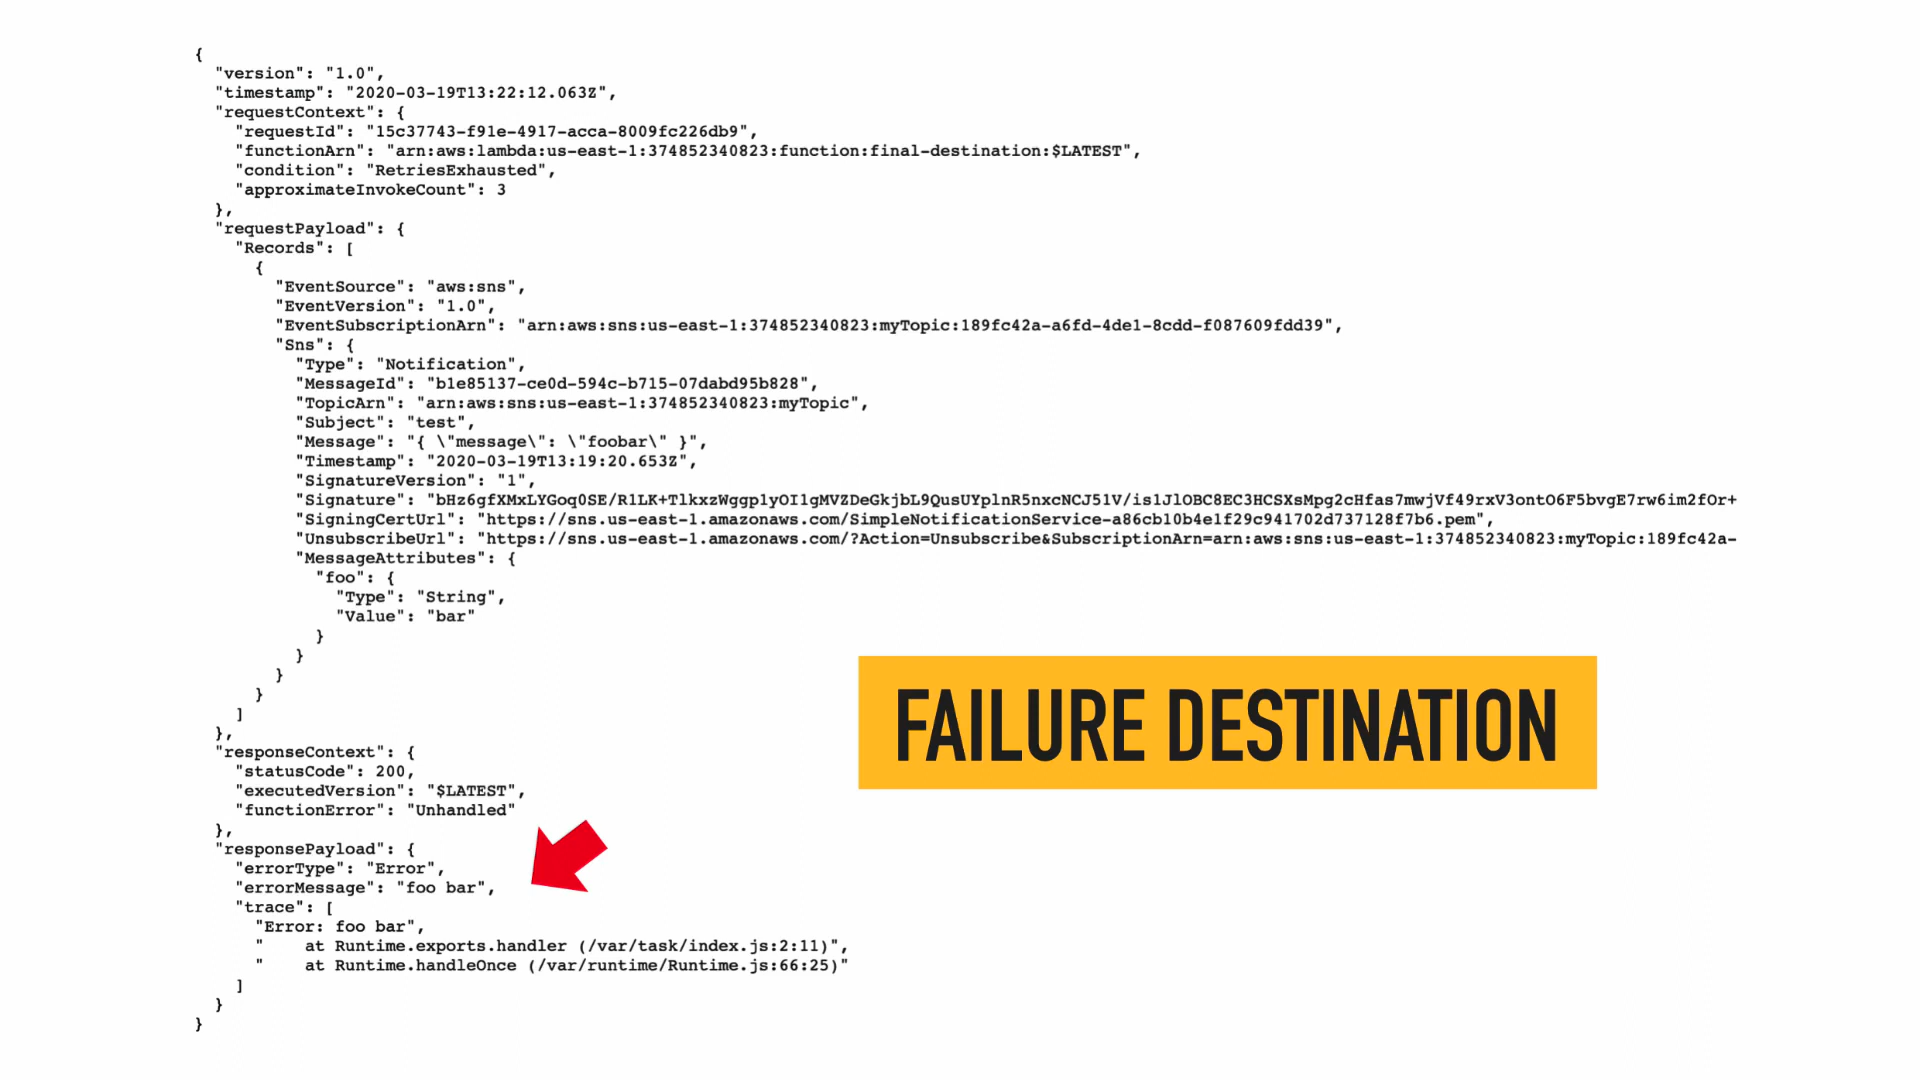 {
  "version": "1.0",
  "timestamp": "2020-03-19T13:22:12.063Z",
  "requestContext": {
    "requestId": "15c37743-f91e-4917-acca-8009fc226db9",
    "functionArn": "arn:aws:lambda:us-east-1:374852340823:function:final-destination:$LATEST",
    "condition": "RetriesExhausted",
    "approximateInvokeCount": 3
  },
  "requestPayload": {
    "Records": [
      {
        "EventSource": "aws:sns",
        "EventVersion": "1.0",
        "EventSubscriptionArn": "arn:aws:sns:us-east-1:374852340823:myTopic:189fc42a-a6fd-4de1-8cdd-f087609fdd39",
        "Sns": {
          "Type": "Notification",
          "MessageId": "b1e85137-ce0d-594c-b715-07dabd95b828",
          "TopicArn": "arn:aws:sns:us-east-1:374852340823:myTopic",
          "Subject": "test",
          "Message": "{ \"message\": \"foobar\" }",
          "Timestamp": "2020-03-19T13:19:20.653Z",
          "SignatureVersion": "1",
          "Signature": "bHz6gfXMxLYGoq0SE/R1LK+TlkxzWggp1yOI1gMVZDeGkjbL9QusUYplnR5nxcNCJ51V/is1JlOBC8EC3HCSXsMpg2cHfas7mwjVf49rxV3ontO6F5bvgE7rw6im2fOr+
          "SigningCertUrl": "https://sns.us-east-1.amazonaws.com/SimpleNotificationService-a86cb10b4e1f29c941702d737128f7b6.pem",
          "UnsubscribeUrl": "https://sns.us-east-1.amazonaws.com/?Action=Unsubscribe&SubscriptionArn=arn:aws:sns:us-east-1:374852340823:myTopic:189fc42a-
          "MessageAttributes": {
            "foo": {
              "Type": "String",
              "Value": "bar"
            }
          }
        }
      }
    ]
  },
  "responseContext": {
    "statusCode": 200,
    "executedVersion": "$LATEST",
    "functionError": "Unhandled"
  },
  "responsePayload": {
    "errorType": "Error",
    "errorMessage": "foo bar",
    "trace": [
      "Error: foo bar",
      "    at Runtime.exports.handler (/var/task/index.js:2:11)",
      "    at Runtime.handleOnce (/var/runtime/Runtime.js:66:25)"
    ]
  }
}
FAILURE DESTINATION